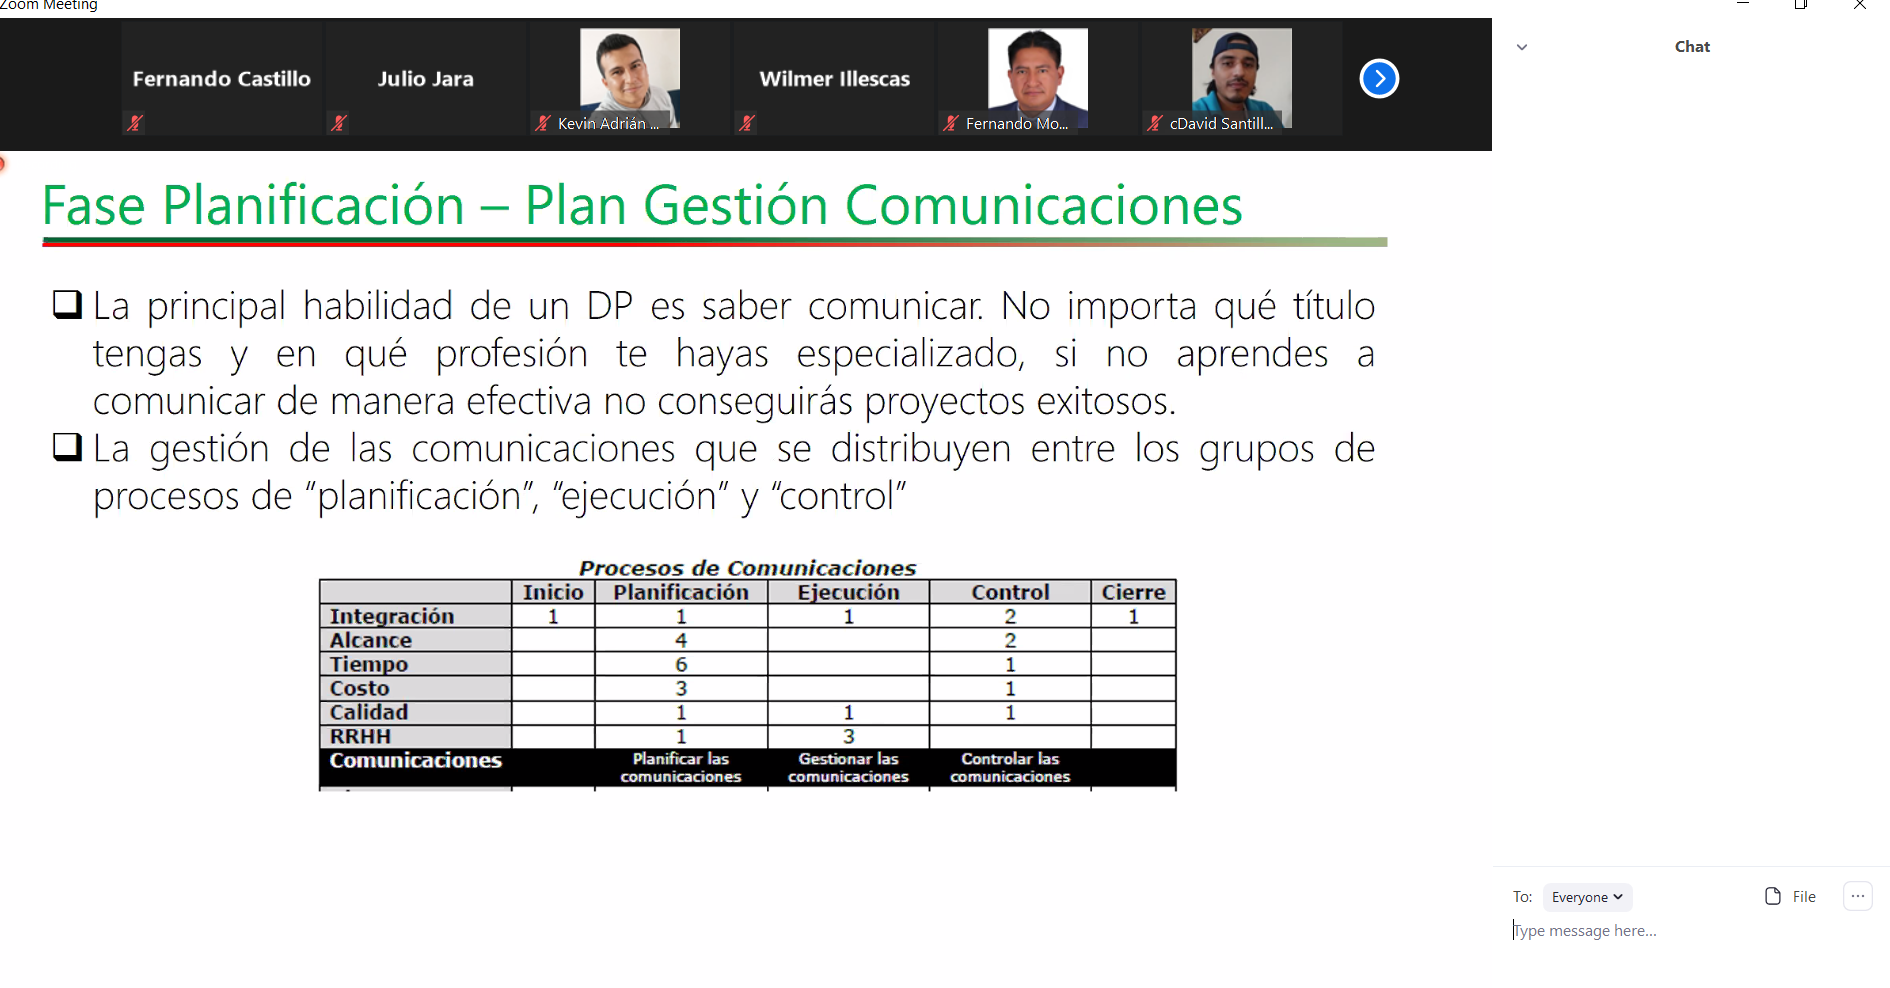 Zoom Meeting
Fernando Castillo
Julio Jara
Kevin Adrián ...
Wilmer Illescas
Fernando Mo...
cDavid Santill...
Chat
Fase Planificación – Plan Gestión Comunicaciones
La principal habilidad de un DP es saber comunicar. No importa qué título
tengas y en qué profesión te hayas especializado, si no aprendes a
comunicar de manera efectiva no conseguirás proyectos exitosos.
La gestión de las comunicaciones que se distribuyen entre los grupos de
procesos de “planificación”, “ejecución” y “control”
Procesos de Comunicaciones
Inicio Planificación Ejecución Control Cierre
Integración 1 1 1 2 1
Alcance 4 2
Tiempo 6 1
Costo 3 1
Calidad 1 1 1
RRHH 1 3
Comunicaciones Planificar las comunicaciones Gestionar las comunicaciones Controlar las comunicaciones
To: Everyone File ...
Type message here...